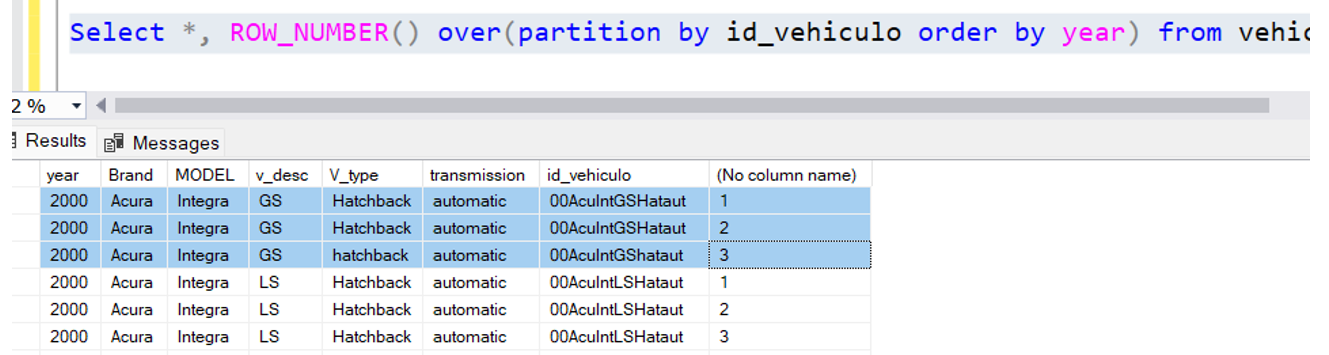 Select *, ROW_NUMBER() over(partition by id_vehiculo order by year) from
2 %
Results Messages
year Brand MODEL v_desc V_type transmission id_vehiculo (No column name)
2000 Acura Integra GS Hatchback automatic 00AcuIntGSHataut 1
2000 Acura Integra GS Hatchback automatic 00AcuIntGSHataut 2
2000 Acura Integra GS hatchback automatic 00AcuIntGShataut 3
2000 Acura Integra LS Hatchback automatic 00AcuIntLSHataut 1
2000 Acura Integra LS Hatchback automatic 00AcuIntLSHataut 2
2000 Acura Integra LS Hatchback automatic 00AcuIntLSHataut 3